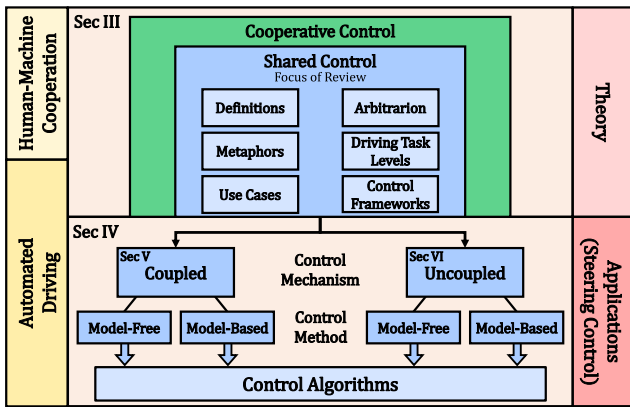 Human-Machine
Cooperation
Automated
Driving
Sec III
Cooperative Control
Shared Control
Focus of Review
Definitions
Arbitrarion
Metaphors
Driving Task
Levels
Use Cases
Control
Frameworks
Theory
Sec IV
Sec V
Coupled
Control
Mechanism
Sec VI
Uncoupled
Model-Free
Model-Based
Control
Method
Model-Free
Model-Based
Control Algorithms
Applications
(Steering Control)